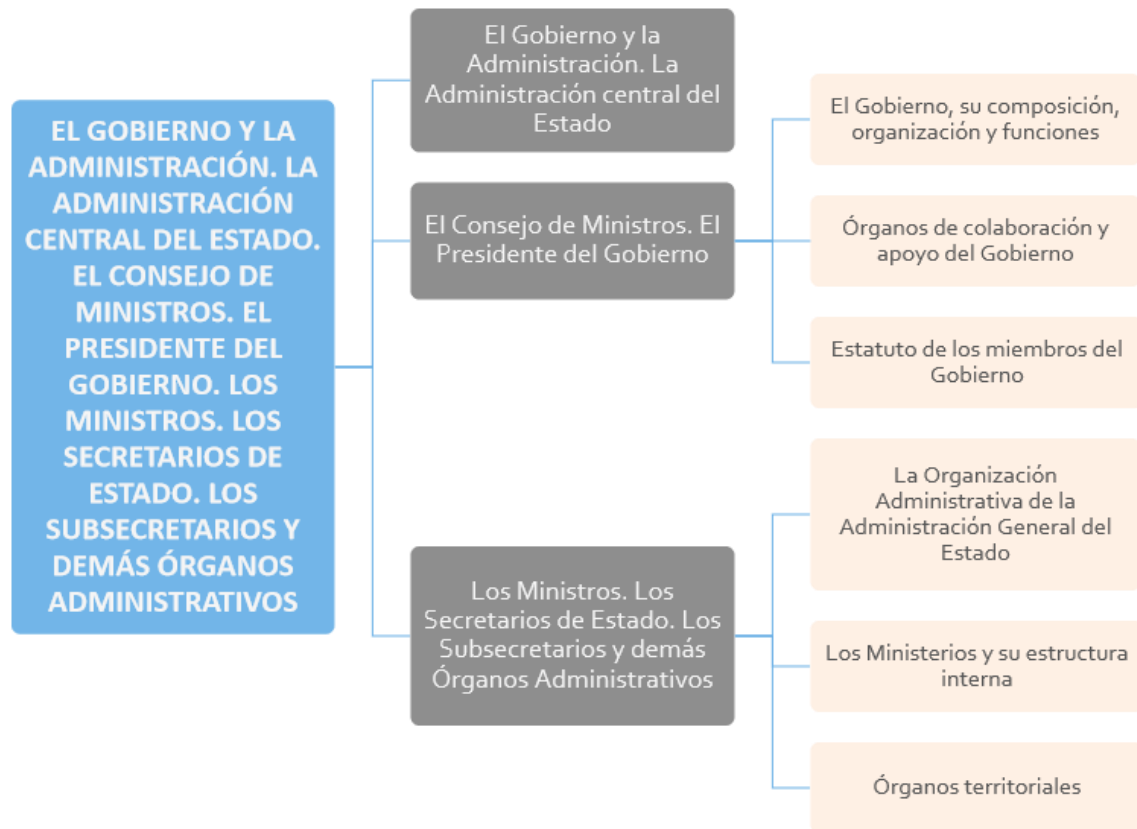 EL GOBIERNO Y LA
ADMINISTRACIÓN. LA
ADMINISTRACIÓN
CENTRAL DEL ESTADO.
EL CONSEJO DE
MINISTROS. EL
PRESIDENTE DEL
GOBIERNO. LOS
MINISTROS. LOS
SECRETARIOS DE
ESTADO. LOS
SUBSECRETARIOS Y
DEMÁS ÓRGANOS
ADMINISTRATIVOS
El Gobierno y la
Administración. La
Administración central del
Estado
El Consejo de Ministros. El
Presidente del Gobierno
El Gobierno, su composición,
organización y funciones
Órganos de colaboración y
apoyo del Gobierno
Estatuto de los miembros del
Gobierno
Los Ministros. Los
Secretarios de Estado. Los
Subsecretarios y demás
Órganos Administrativos
La Organización
Administrativa de la
Administración General del
Estado
Los Ministerios y su estructura
interna
Órganos territoriales